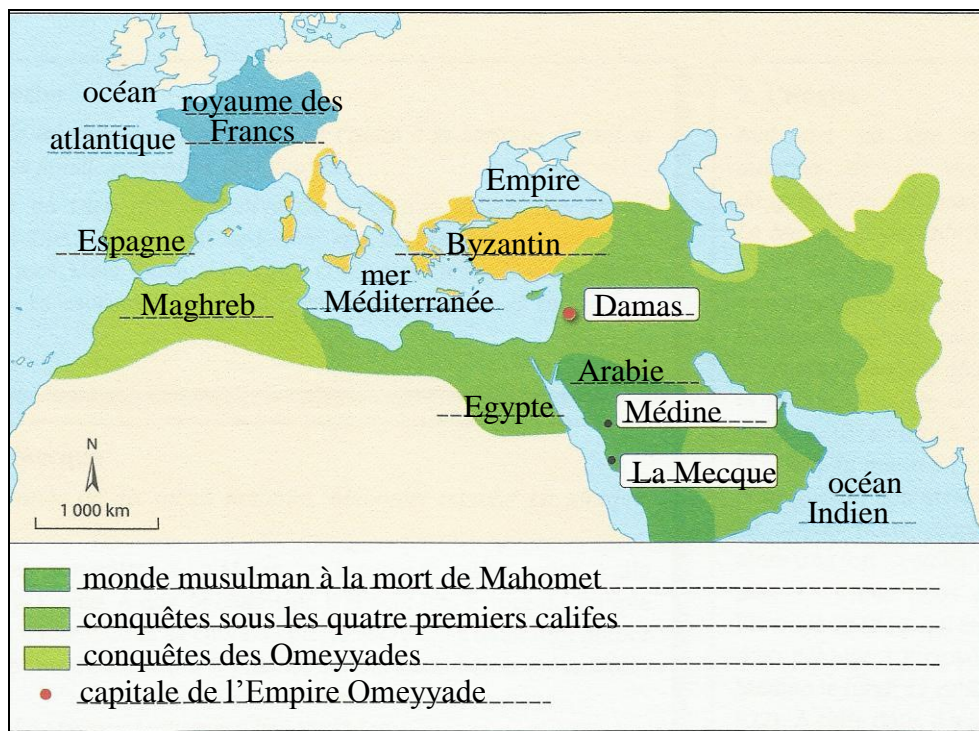 océan
atlantique
royaume des
Francs
Empire
Byzantin
Espagne
mer
Méditerranée
Maghreb
Damas
Arabie
Egypte
Médine
La Mecque
océan
Indien
N
1 000 km
monde musulman à la mort de Mahomet
conquêtes sous les quatre premiers califes
conquêtes des Omeyyades
capitale de l'Empire Omeyyade